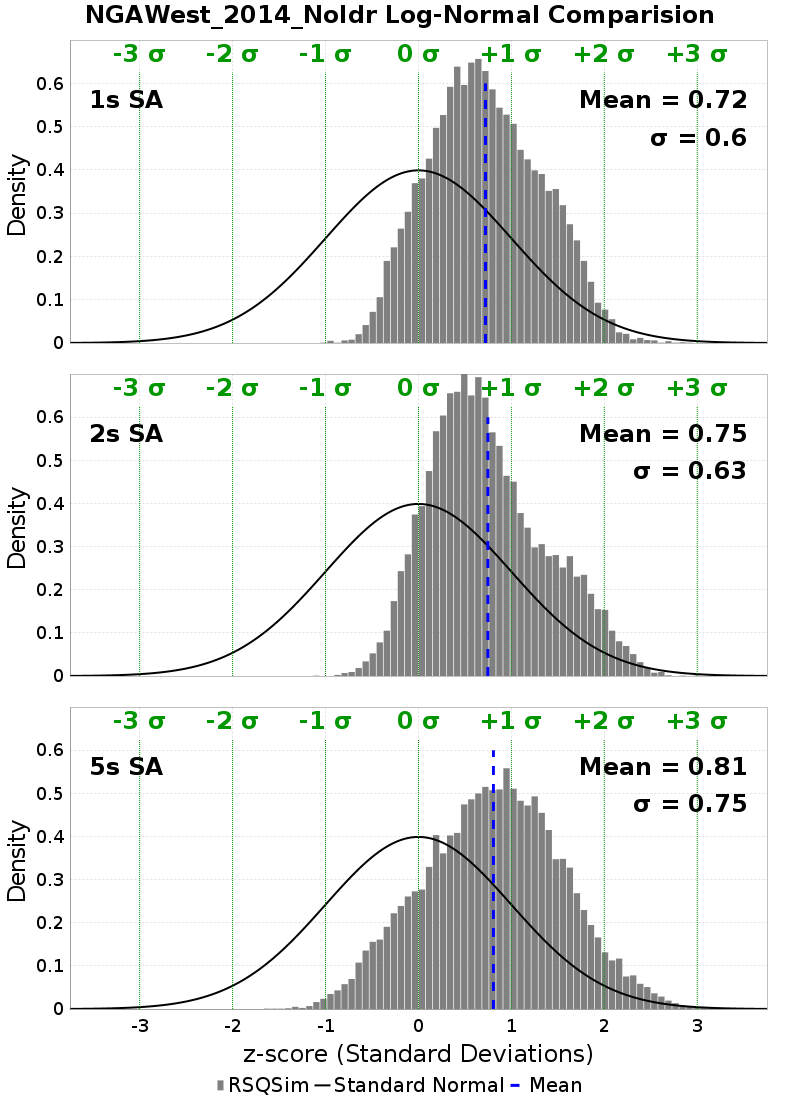 NGAWest_2014_NoIdr Log-Normal Comparision
-3 σ -2 σ -1 σ 0 σ +1 σ +2 σ +3 σ
1s SA
Mean = 0.72
σ = 0.6
Density
0.6
0.5
0.4
0.3
0.2
0.1
0
-3 σ -2 σ -1 σ 0 σ +1 σ +2 σ +3 σ
2s SA
Mean = 0.75
σ = 0.63
Density
0.6
0.5
0.4
0.3
0.2
0.1
0
-3 σ -2 σ -1 σ 0 σ +1 σ +2 σ +3 σ
5s SA
Mean = 0.81
σ = 0.75
Density
0.6
0.5
0.4
0.3
0.2
0.1
0
-3 -2 -1 0 1 2 3
z-score (Standard Deviations)
RSQSim Standard Normal Mean